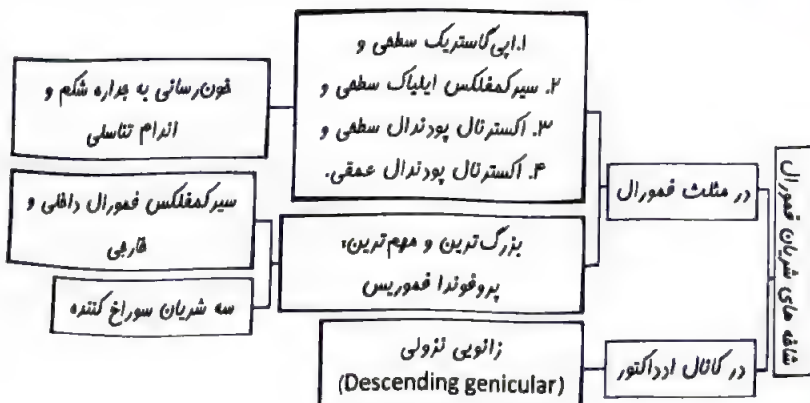 شاخه های شریان فمورال
در مثلث فمورال
۱. اپی گاستریک سطحی و
۲. سیرکمفلکس ایلیاک سطحی و
۳. اکسترنال پودندال سطحی و
۴. اکسترنال پودندال عمقی.
خون‌رسانی به جداره شکم و
اندام تناسلی
بزرگ‌ترین و مهم‌ترین:
پروفوندا فموریس
سیرکمفلکس فمورال داخلی و
خارجی
سه شریان سوراخ کننده
در کانال اداکتور
زانویی نزولی
(Descending genicular)